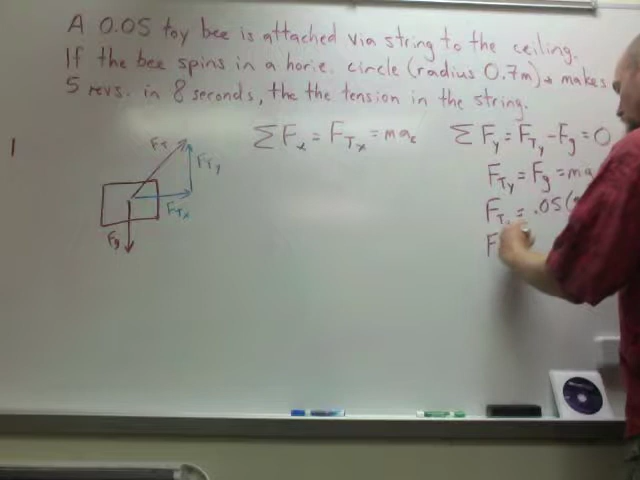 A 0.05 toy bee is attached via string to the ceiling.
If the bee spins in a horiz. circle (radius 0.7m) + makes
5 revs. in 8 seconds, the the tension in the string.
1
ΣFx = FTx = mac
ΣFy = FTy - Fg = 0
FTy = Fg = m
FTy = .05(
F
FT
FTy
FTx
Fg